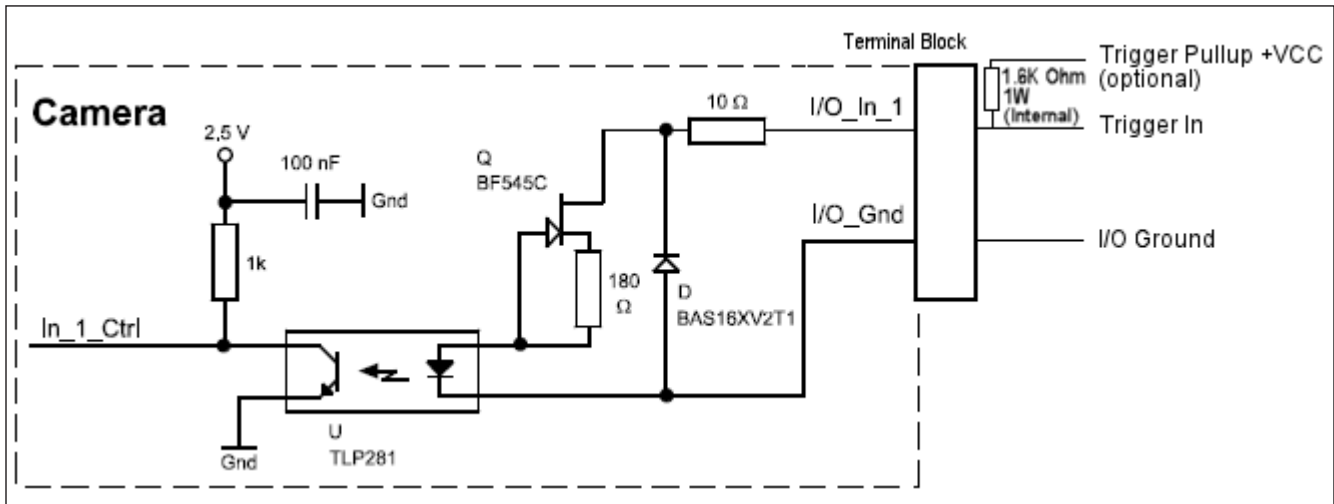 Terminal Block
Trigger Pullup +VCC
(optional)
1.6K Ohm
1W
(Internal)
Trigger In
Camera
2,5 V
100 nF
Gnd
Q
BF545C
10 Ω
I/O_In_1
I/O_Gnd
I/O Ground
1k
180
Ω
D
BAS16XV2T1
In_1_Ctrl
U
TLP281
Gnd